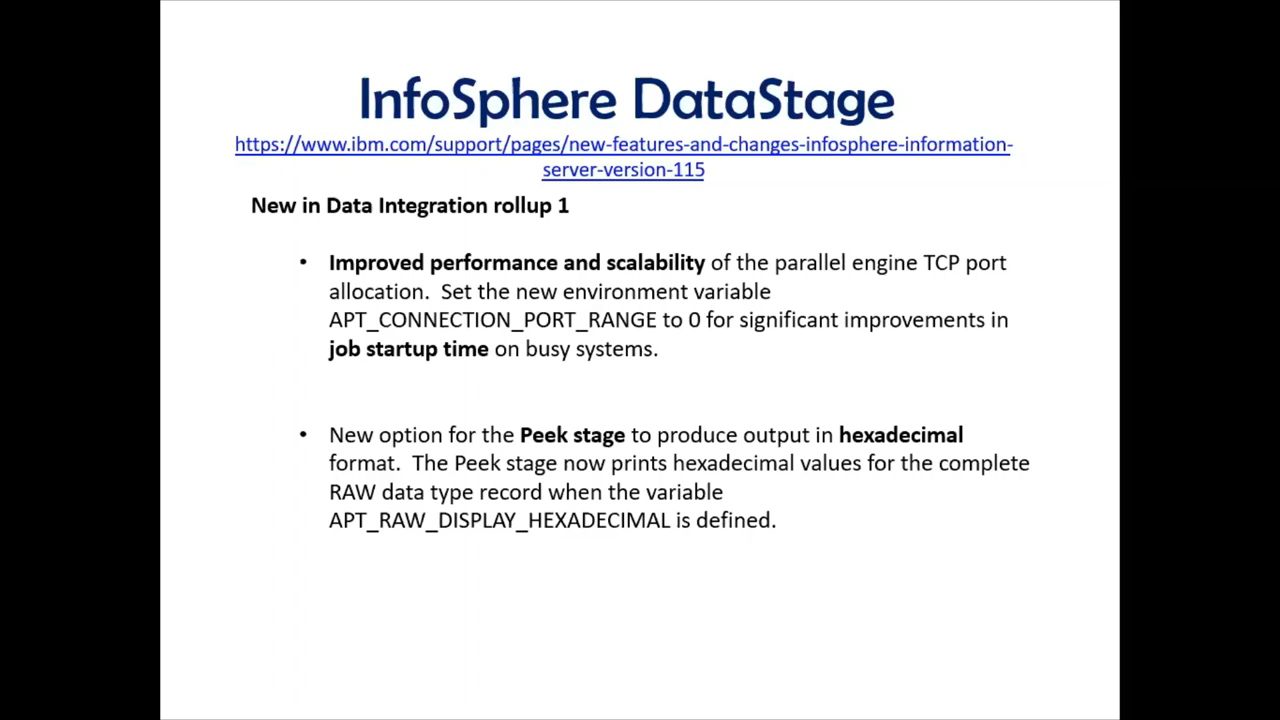 InfoSphere DataStage
https://www.ibm.com/support/pages/new-features-and-changes-infosphere-information-
server-version-115
New in Data Integration rollup 1
• Improved performance and scalability of the parallel engine TCP port
allocation.  Set the new environment variable
APT_CONNECTION_PORT_RANGE to 0 for significant improvements in
job startup time on busy systems.
• New option for the Peek stage to produce output in hexadecimal
format.  The Peek stage now prints hexadecimal values for the complete
RAW data type record when the variable
APT_RAW_DISPLAY_HEXADECIMAL is defined.